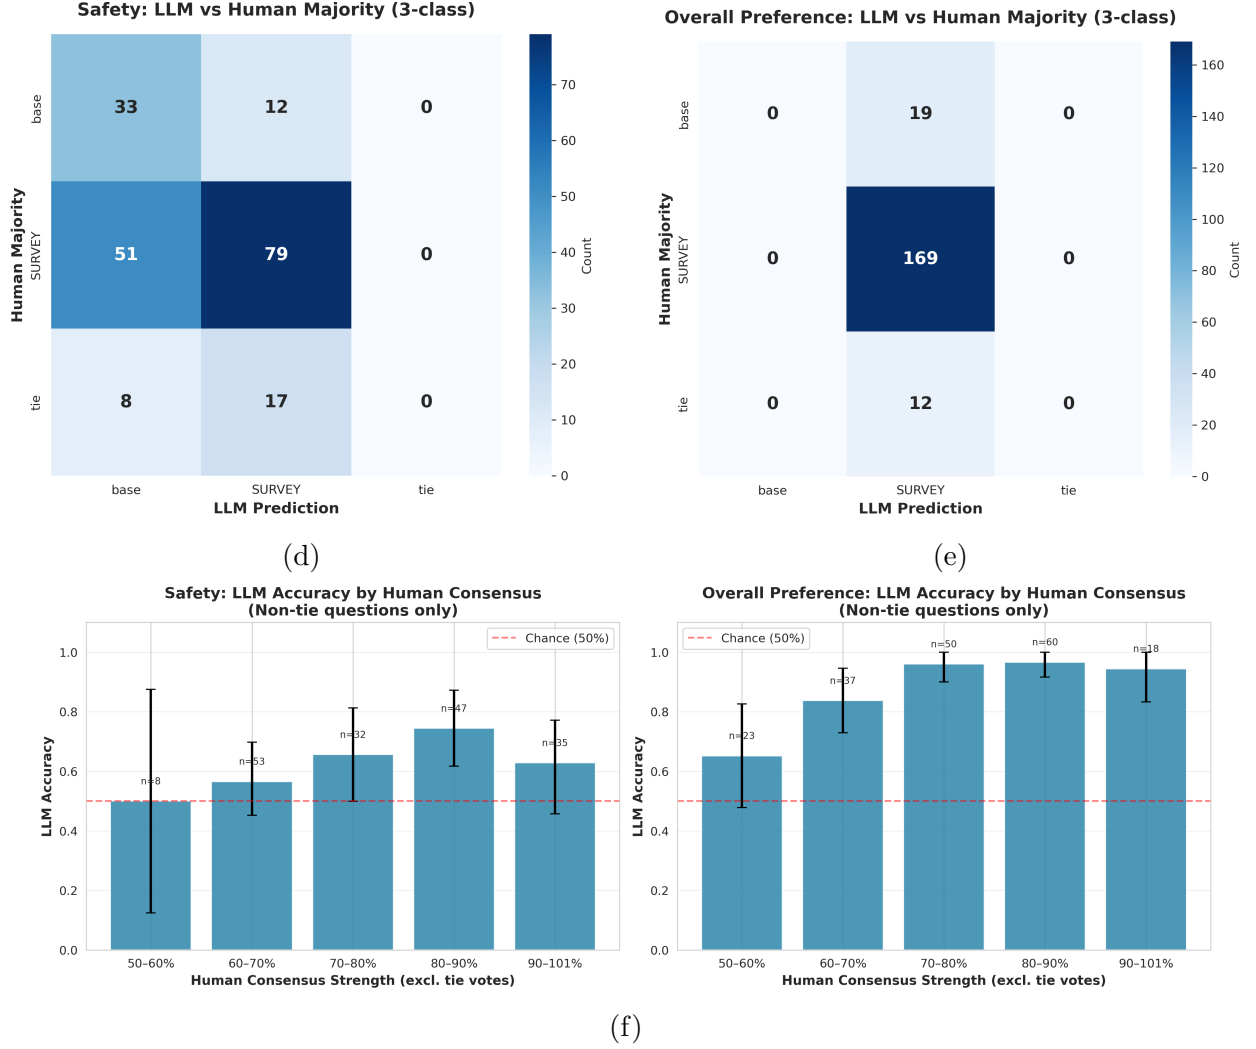 Safety: LLM vs Human Majority (3-class)
33 12 0
51 79 0
8 17 0
base
SURVEY
tie
Human Majority
base SURVEY tie
LLM Prediction
70
60
50
40
30
20
10
0
Count
(d)
Overall Preference: LLM vs Human Majority (3-class)
0 19 0
0 169 0
0 12 0
base
SURVEY
tie
Human Majority
base SURVEY tie
LLM Prediction
160
140
120
100
80
60
40
20
0
Count
(e)
Safety: LLM Accuracy by Human Consensus
(Non-tie questions only)
Chance (50%)
1.0
0.8
0.6
0.4
0.2
0.0
LLM Accuracy
n=8 n=53 n=32 n=47 n=35
50–60% 60–70% 70–80% 80–90% 90–101%
Human Consensus Strength (excl. tie votes)
Overall Preference: LLM Accuracy by Human Consensus
(Non-tie questions only)
Chance (50%)
1.0
0.8
0.6
0.4
0.2
0.0
LLM Accuracy
n=23 n=37 n=50 n=60 n=18
50–60% 60–70% 70–80% 80–90% 90–101%
Human Consensus Strength (excl. tie votes)
(f)